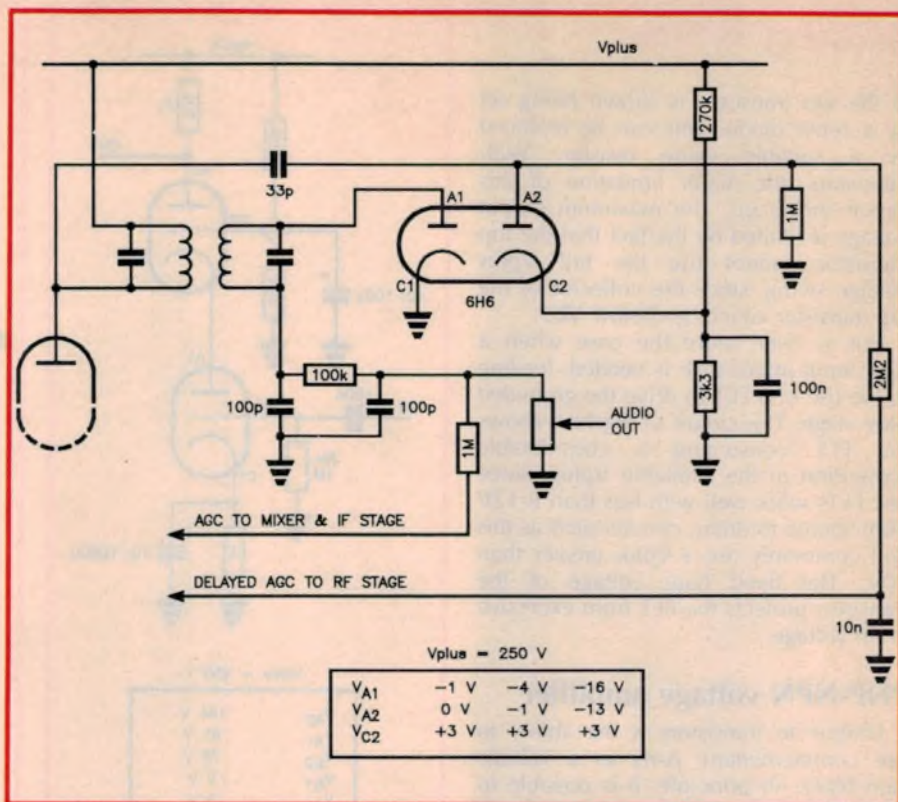 Vplus
270k
33p
1M
A1 A2
C1 C2
6H6
100n
3k3
2M2
100k
100p 100p
1M
AUDIO
OUT
AGC TO MIXER & IF STAGE
DELAYED AGC TO RF STAGE
10n
Vplus = 250 V
VA1 −1 V −4 V −16 V
VA2 0 V −1 V −13 V
VC2 +3 V +3 V +3 V